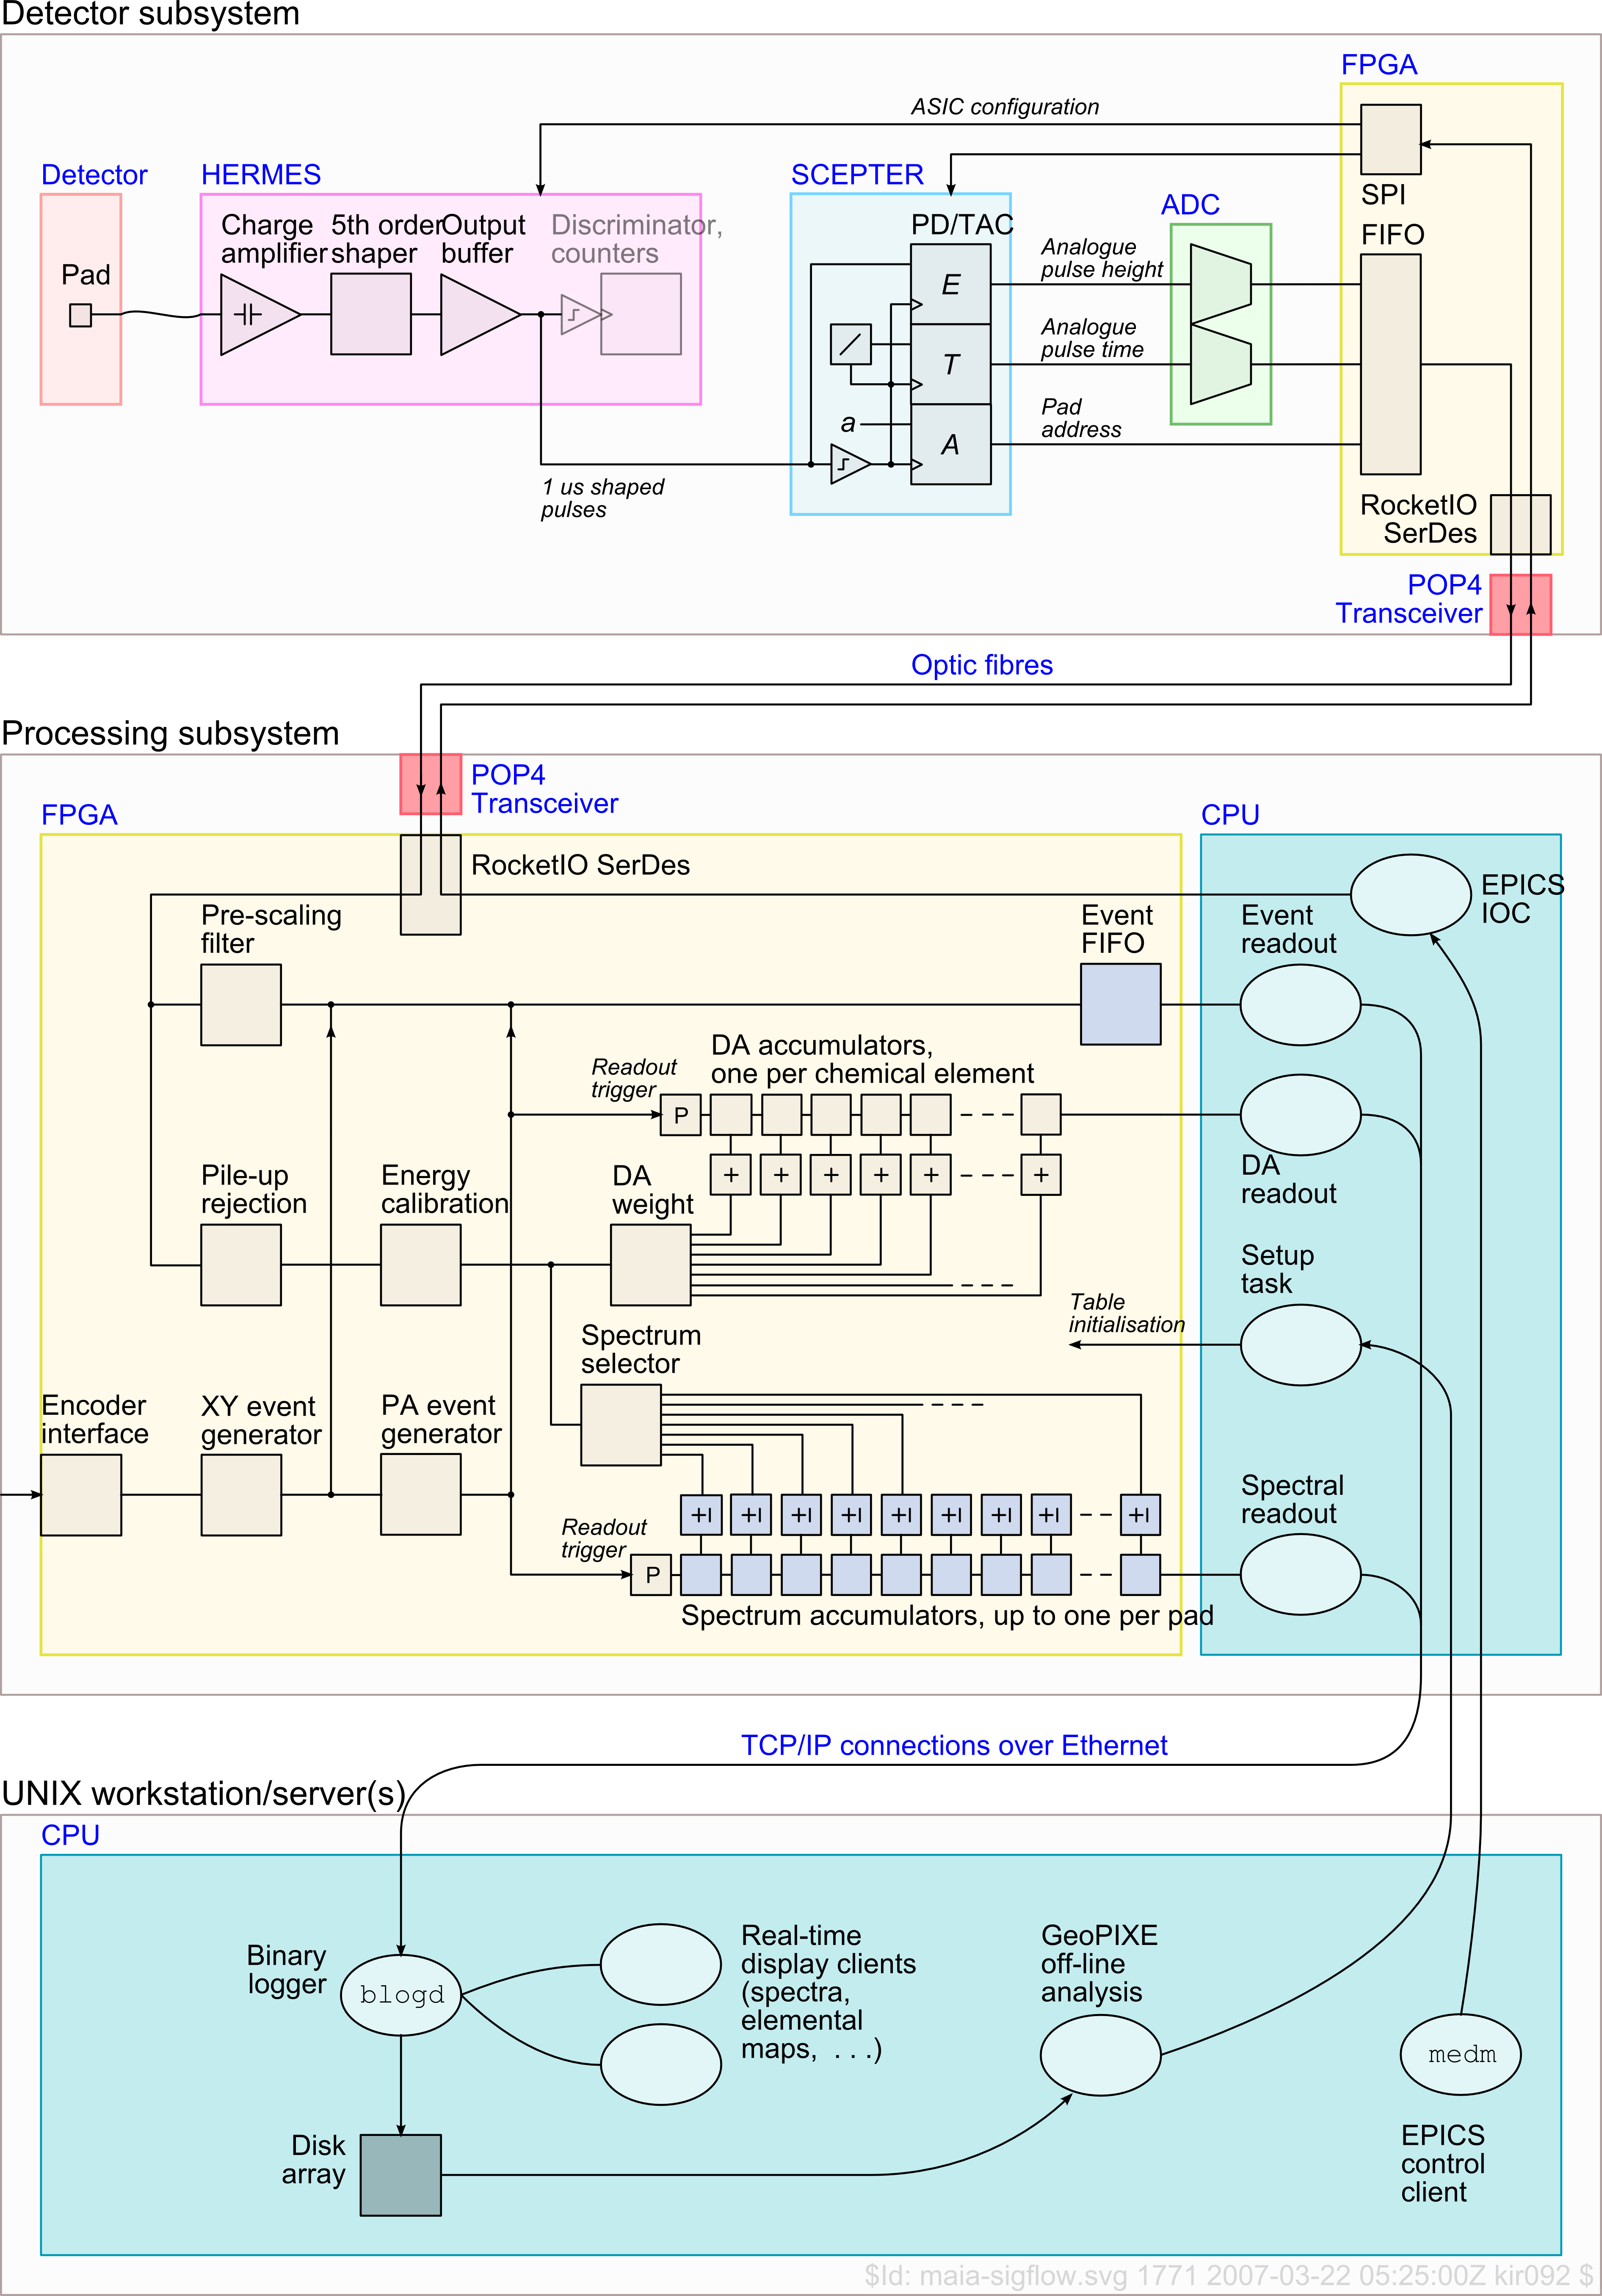 Detector subsystem
FPGA
ASIC configuration
Detector
HERMES
SCEPTER
SPI
ADC
Charge
amplifier
5th order
shaper
Output
buffer
Discriminator,
counters
PD/TAC
FIFO
Pad
Analogue
pulse height
E
Analogue
pulse time
T
Pad
address
a
A
1 us shaped
pulses
RocketIO
SerDes
POP4
Transceiver
Optic fibres
Processing subsystem
POP4
Transceiver
FPGA
CPU
RocketIO SerDes
EPICS
IOC
Pre-scaling
filter
Event
FIFO
Event
readout
DA accumulators,
one per chemical element
Readout
trigger
P
Pile-up
rejection
Energy
calibration
DA
weight
+ + + + + +
DA
readout
Setup
task
Table
initialisation
Spectrum
selector
Encoder
interface
XY event
generator
PA event
generator
Spectral
readout
+I +I +I +I +I +I +I +I +I
Readout
trigger
P
Spectrum accumulators, up to one per pad
TCP/IP connections over Ethernet
UNIX workstation/server(s)
CPU
Binary
logger
blogd
Real-time
display clients
(spectra,
elemental
maps, . . .)
GeoPIXE
off-line
analysis
medm
Disk
array
EPICS
control
client
$Id: maia-sigflow.svg 1771 2007-03-22 05:25:00Z kir092 $